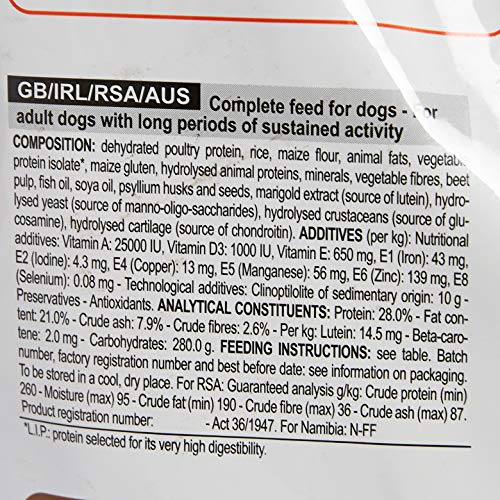 GB/IRL/RSA/AUS Complete feed for dogs - For
adult dogs with long periods of sustained activity
COMPOSITION: dehydrated poultry protein, rice, maize flour, animal fats, vegetable
protein isolate*, maize gluten, hydrolysed animal proteins, minerals, vegetable fibres, beet
pulp, fish oil, soya oil, psyllium husks and seeds, marigold extract (source of lutein), hydro-
lysed yeast (source of manno-oligo-saccharides), hydrolysed crustaceans (source of glu-
cosamine), hydrolysed cartilage (source of chondroitin). ADDITIVES (per kg): Nutritional
additives: Vitamin A: 25000 IU, Vitamin D3: 1000 IU, Vitamin E: 650 mg, E1 (Iron): 43 mg,
E2 (Iodine): 4.3 mg, E4 (Copper): 13 mg, E5 (Manganese): 56 mg, E6 (Zinc): 139 mg, E8
(Selenium): 0.08 mg - Technological additives: Clinoptilolite of sedimentary origin: 10 g -
Preservatives - Antioxidants. ANALYTICAL CONSTITUENTS: Protein: 28.0% - Fat con-
tent: 21.0% - Crude ash: 7.9% - Crude fibres: 2.6% - Per kg: Lutein: 14.5 mg - Beta-caro-
tene: 2.0 mg - Carbohydrates: 280.0 g. FEEDING INSTRUCTIONS: see table. Batch
number, factory registration number and best before date: see information on packaging.
To be stored in a cool, dry place. For RSA: Guaranteed analysis g/kg: Crude protein (min)
260 - Moisture (max) 95 - Crude fat (min) 190 - Crude fibre (max) 36 - Crude ash (max) 87.
Product registration number: - Act 36/1947. For Namibia: N-FF
*L.I.P.: protein selected for its very high digestibility.